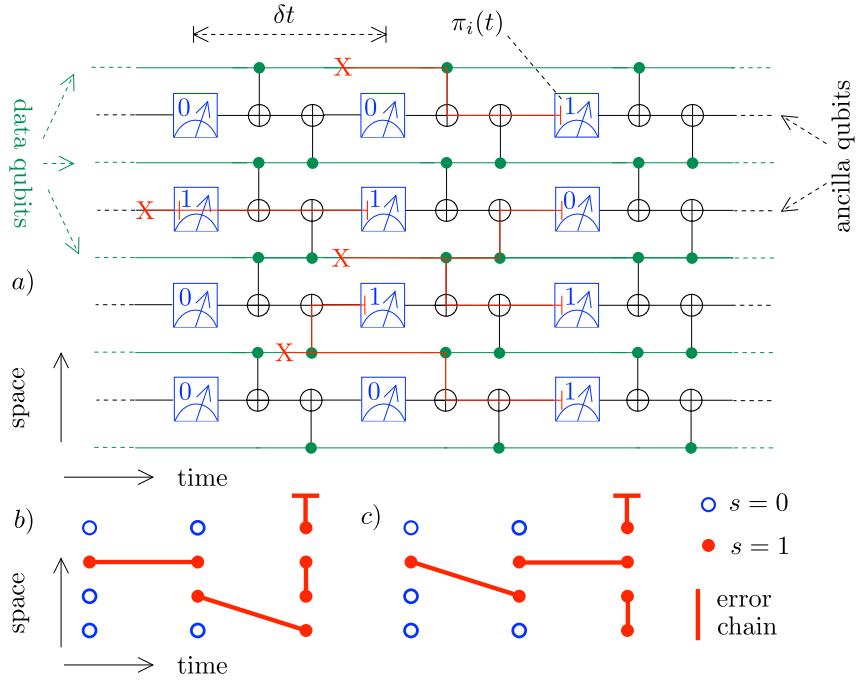 δt
π_i(t)
X
0
0
1
data qubits
ancilla qubits
X
1
1
0
X
a)
0
1
1
X
space
0
0
1
time
b)
c)
s = 0
s = 1
space
error
chain
time